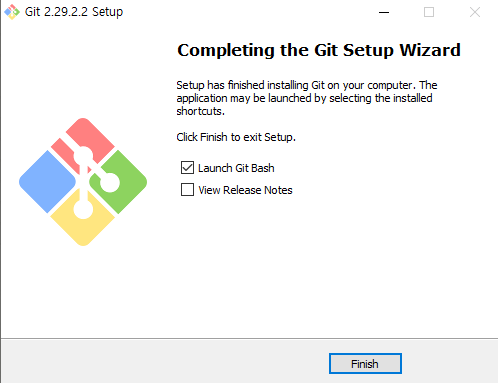 Git 2.29.2.2 Setup
Completing the Git Setup Wizard
Setup has finished installing Git on your computer. The
application may be launched by selecting the installed
shortcuts.
Click Finish to exit Setup.
Launch Git Bash
View Release Notes
Finish